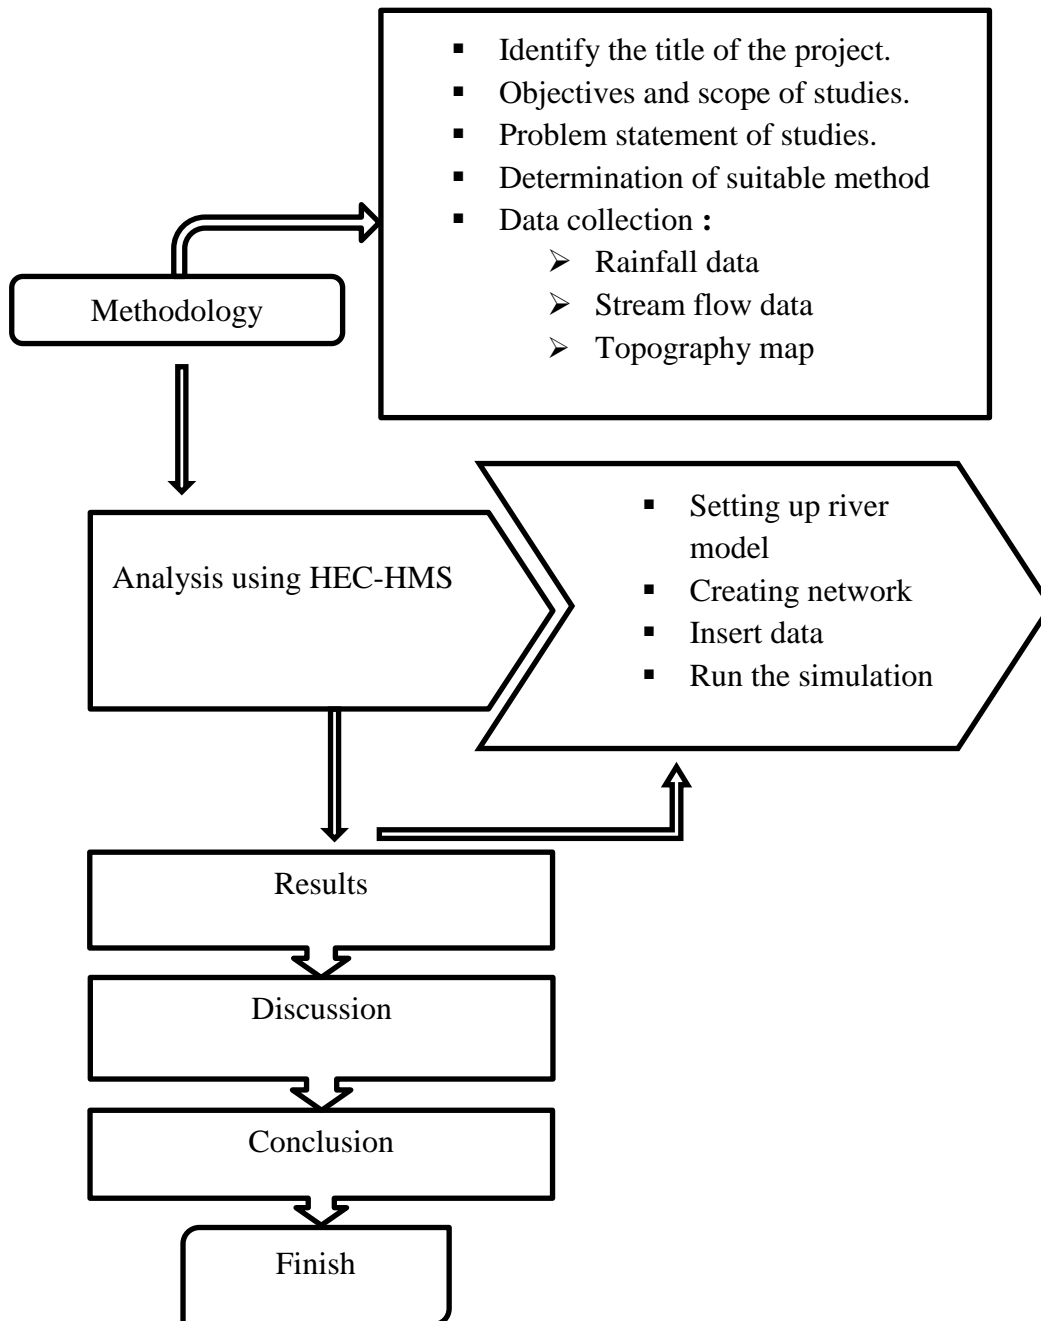 ▪ Identify the title of the project.
▪ Objectives and scope of studies.
▪ Problem statement of studies.
▪ Determination of suitable method
▪ Data collection :
➢ Rainfall data
➢ Stream flow data
➢ Topography map
Methodology
Analysis using HEC-HMS
▪ Setting up river
model
▪ Creating network
▪ Insert data
▪ Run the simulation
Results
Discussion
Conclusion
Finish